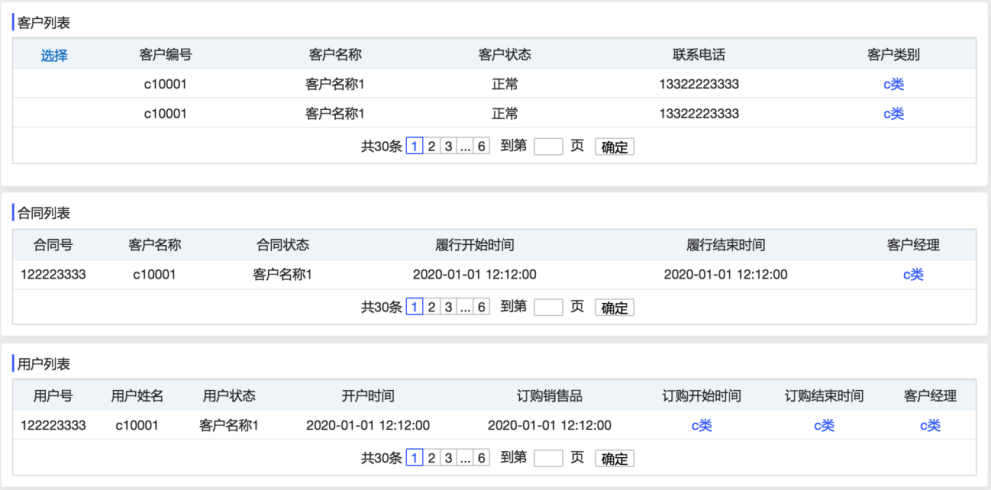 客户列表
选择 客户编号 客户名称 客户状态 联系电话 客户类别
c10001 客户名称1 正常 13322223333 c类
c10001 客户名称1 正常 13322223333 c类
共30条 1 2 3 ... 6 到第 页 确定
合同列表
合同号 客户名称 合同状态 履行开始时间 履行结束时间 客户经理
122223333 c10001 客户名称1 2020-01-01 12:12:00 2020-01-01 12:12:00 c类
共30条 1 2 3 ... 6 到第 页 确定
用户列表
用户号 用户姓名 用户状态 开户时间 订购销售品 订购开始时间 订购结束时间 客户经理
122223333 c10001 客户名称1 2020-01-01 12:12:00 2020-01-01 12:12:00 c类 c类 c类
共30条 1 2 3 ... 6 到第 页 确定